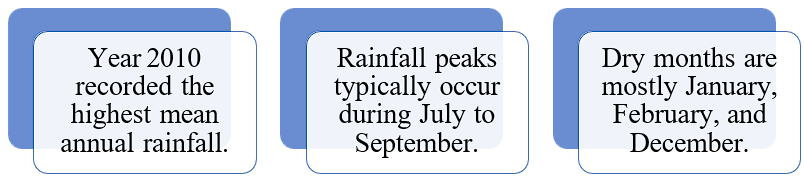 Year 2010
recorded the
highest mean
annual rainfall.
Rainfall peaks
typically occur
during July to
September.
Dry months are
mostly January,
February, and
December.